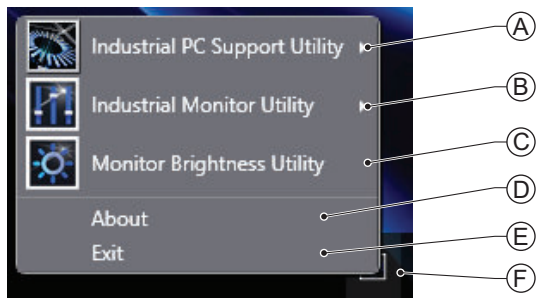 Industrial PC Support Utility A
Industrial Monitor Utility B
Monitor Brightness Utility C
About D
Exit E
F